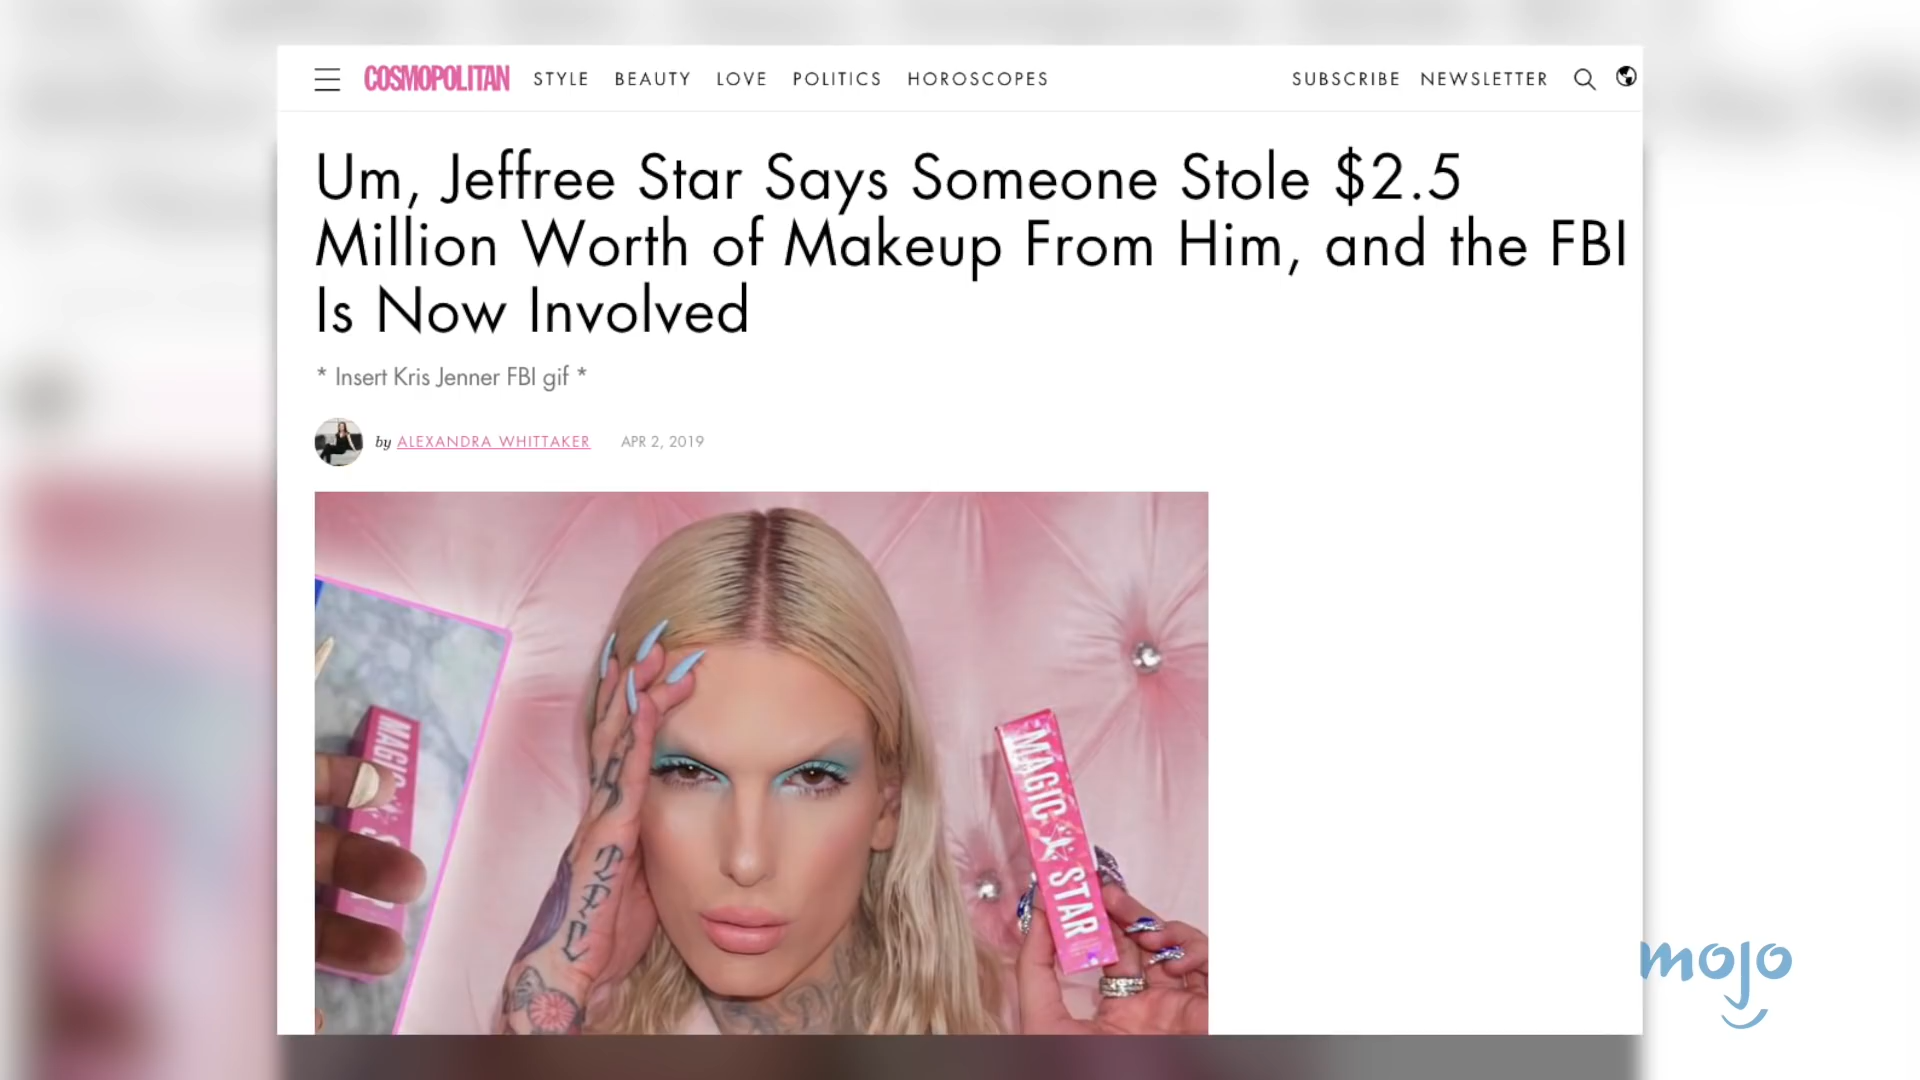 COSMOPOLITAN STYLE BEAUTY LOVE POLITICS HOROSCOPES SUBSCRIBE NEWSLETTER
Um, Jeffree Star Says Someone Stole $2.5
Million Worth of Makeup From Him, and the FBI
Is Now Involved
* Insert Kris Jenner FBI gif *
by ALEXANDRA WHITTAKER APR 2, 2019
MAGIC STAR
mojo